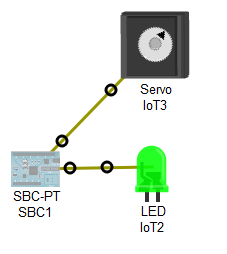 Servo
IoT3
SBC-PT
SBC1
LED
IoT2